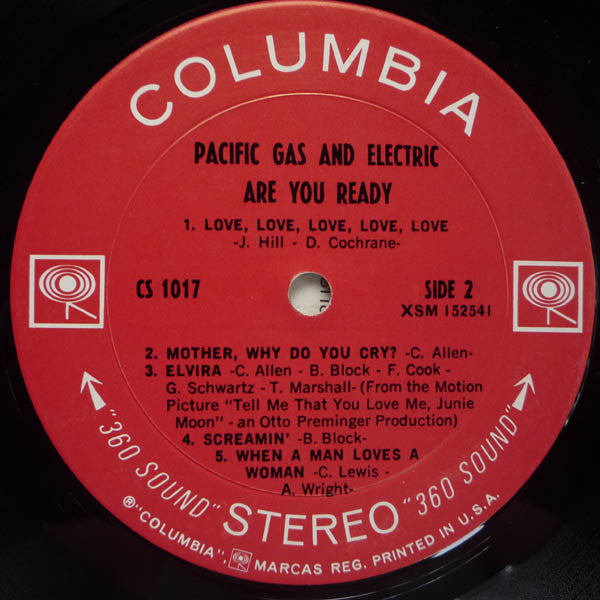 COLUMBIA
PACIFIC GAS AND ELECTRIC
ARE YOU READY
1. LOVE, LOVE, LOVE, LOVE, LOVE
-J. Hill - D. Cochrane-
CS 1017
SIDE 2
XSM 152541
2. MOTHER, WHY DO YOU CRY? -C. Allen-
3. ELVIRA -C. Allen - B. Block - F. Cook -
G. Schwartz - T. Marshall- (From the Motion
Picture "Tell Me That You Love Me, Junie
Moon" - an Otto Preminger Production)
4. SCREAMIN' -B. Block-
5. WHEN A MAN LOVES A
WOMAN -C. Lewis -
A. Wright-
"360 SOUND" STEREO "360 SOUND"
® "COLUMBIA", MARCAS REG. PRINTED IN U.S.A.